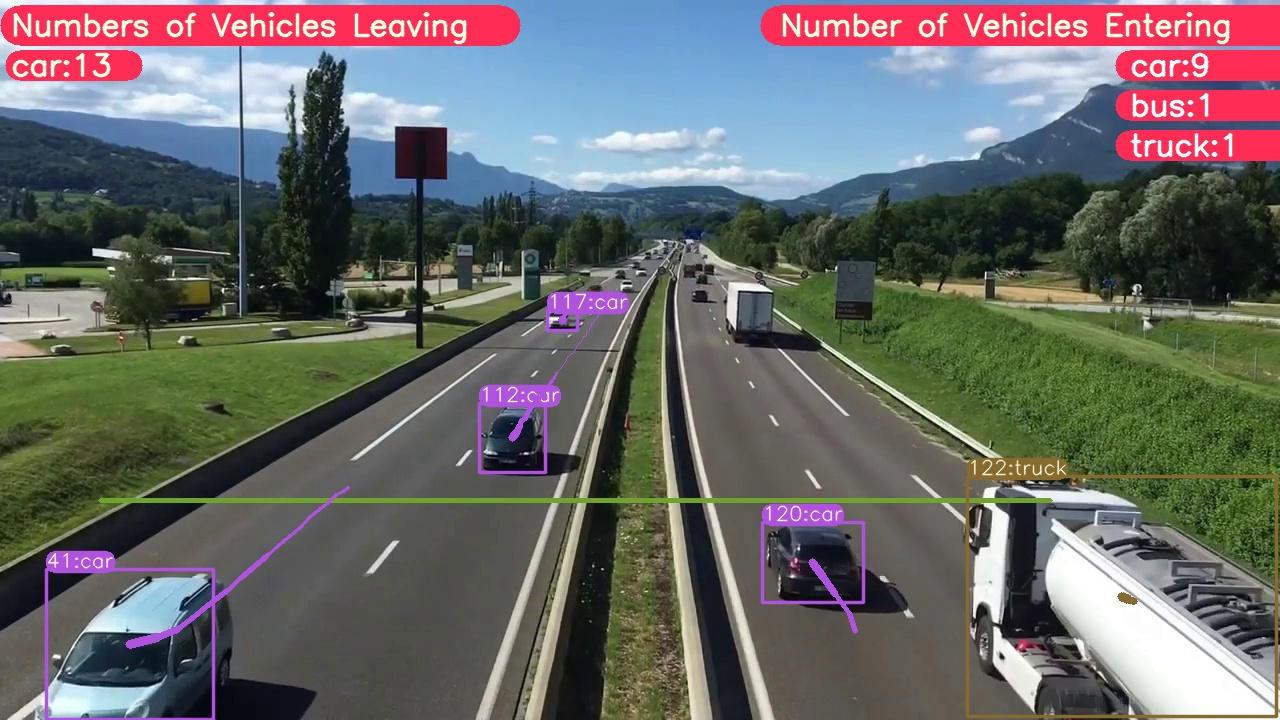 Numbers of Vehicles Leaving
Number of Vehicles Entering
car:13
car:9
bus:1
truck:1
117:car
112:car
122:truck
120:car
41:car